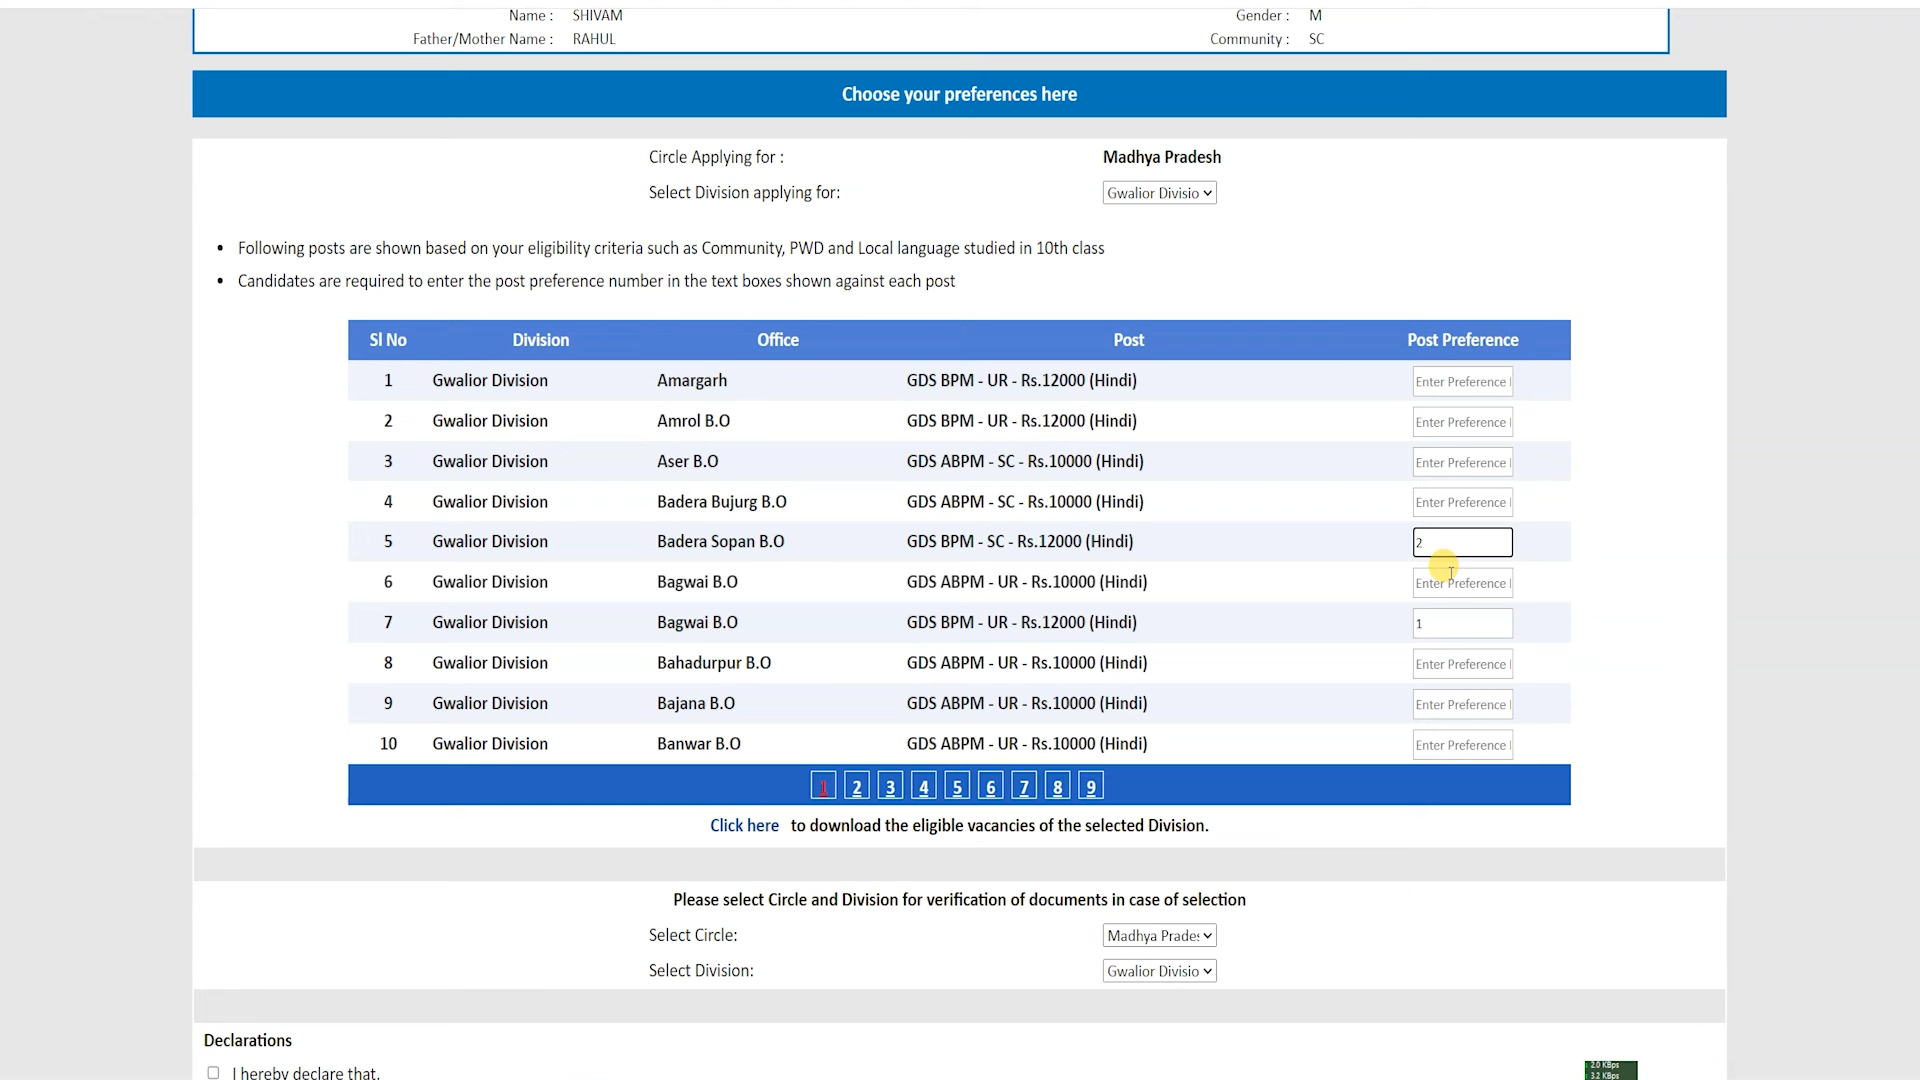 Name : SHIVAM Gender : M
Father/Mother Name : RAHUL Community : SC
Choose your preferences here
Circle Applying for : Madhya Pradesh
Select Division applying for: Gwalior Divisio
• Following posts are shown based on your eligibility criteria such as Community, PWD and Local language studied in 10th class
• Candidates are required to enter the post preference number in the text boxes shown against each post
Sl No Division Office Post Post Preference
1 Gwalior Division Amargarh GDS BPM - UR - Rs.12000 (Hindi) Enter Preference
2 Gwalior Division Amrol B.O GDS BPM - UR - Rs.12000 (Hindi) Enter Preference
3 Gwalior Division Aser B.O GDS ABPM - SC - Rs.10000 (Hindi) Enter Preference
4 Gwalior Division Badera Bujurg B.O GDS ABPM - SC - Rs.10000 (Hindi) Enter Preference
5 Gwalior Division Badera Sopan B.O GDS BPM - SC - Rs.12000 (Hindi) 2
6 Gwalior Division Bagwai B.O GDS ABPM - UR - Rs.10000 (Hindi) Enter Preference
7 Gwalior Division Bagwai B.O GDS BPM - UR - Rs.12000 (Hindi) 1
8 Gwalior Division Bahadurpur B.O GDS ABPM - UR - Rs.10000 (Hindi) Enter Preference
9 Gwalior Division Bajana B.O GDS ABPM - UR - Rs.10000 (Hindi) Enter Preference
10 Gwalior Division Banwar B.O GDS ABPM - UR - Rs.10000 (Hindi) Enter Preference
1 2 3 4 5 6 7 8 9
Click here to download the eligible vacancies of the selected Division.
Please select Circle and Division for verification of documents in case of selection
Select Circle: Madhya Prades
Select Division: Gwalior Divisio
Declarations
I hereby declare that,
2.0 KBps
3.2 KBps